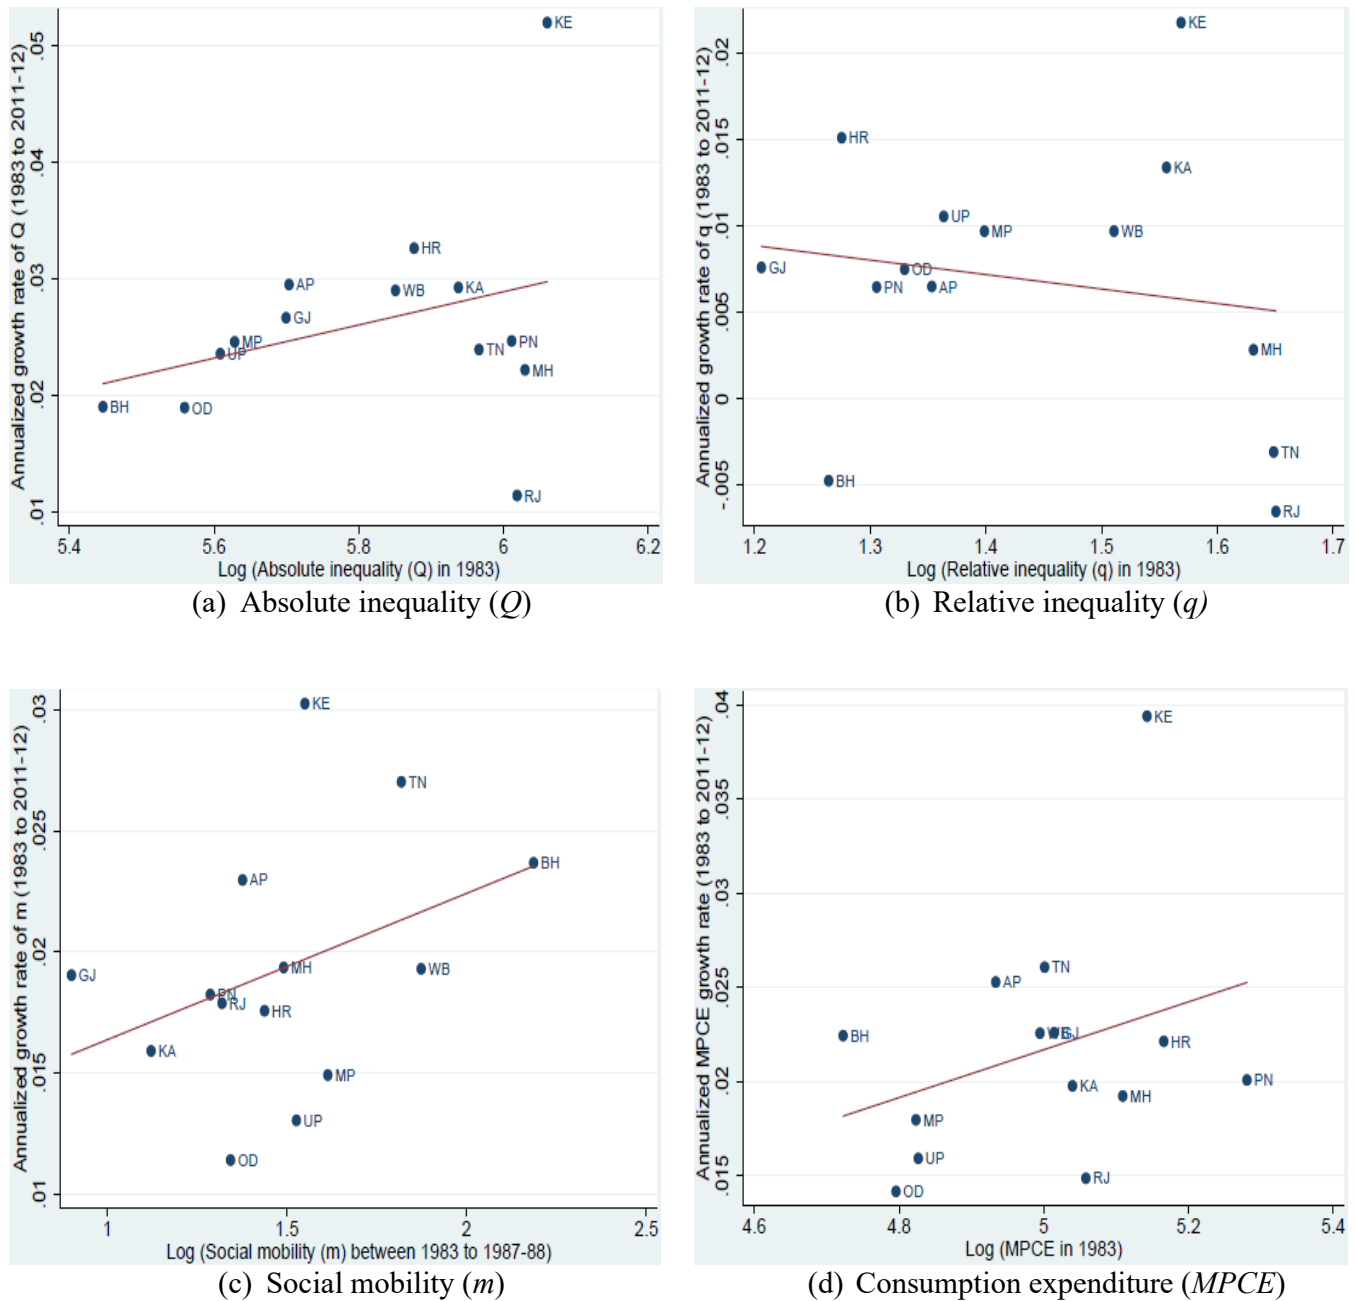 Annualized growth rate of Q (1983 to 2011-12)
.05
.04
.03
.02
.01
KE
HR
AP
WB
KA
GJ
MP
UP
TN
PN
MH
BH
OD
RJ
5.4
5.6
5.8
6
6.2
Log (Absolute inequality (Q) in 1983)
(a) Absolute inequality (Q)
Annualized growth rate of q (1983 to 2011-12)
.02
.015
.01
.005
0
-.005
KE
HR
KA
UP
MP
WB
GJ
OD
PN
AP
MH
TN
BH
RJ
1.2
1.3
1.4
1.5
1.6
1.7
Log (Relative inequality (q) in 1983)
(b) Relative inequality (q)
Annualized growth rate of m (1983 to 2011-12)
.03
.025
.02
.015
.01
KE
TN
BH
AP
MH
WB
GJ
PN
RJ
HR
KA
MP
UP
OD
1
1.5
2
2.5
Log (Social mobility (m) between 1983 to 1987-88)
(c) Social mobility (m)
Annualized MPCE growth rate (1983 to 2011-12)
.04
.035
.03
.025
.02
.015
KE
TN
AP
BH
WB
GJ
HR
KA
PN
MH
MP
UP
RJ
OD
4.6
4.8
5
5.2
5.4
Log (MPCE in 1983)
(d) Consumption expenditure (MPCE)